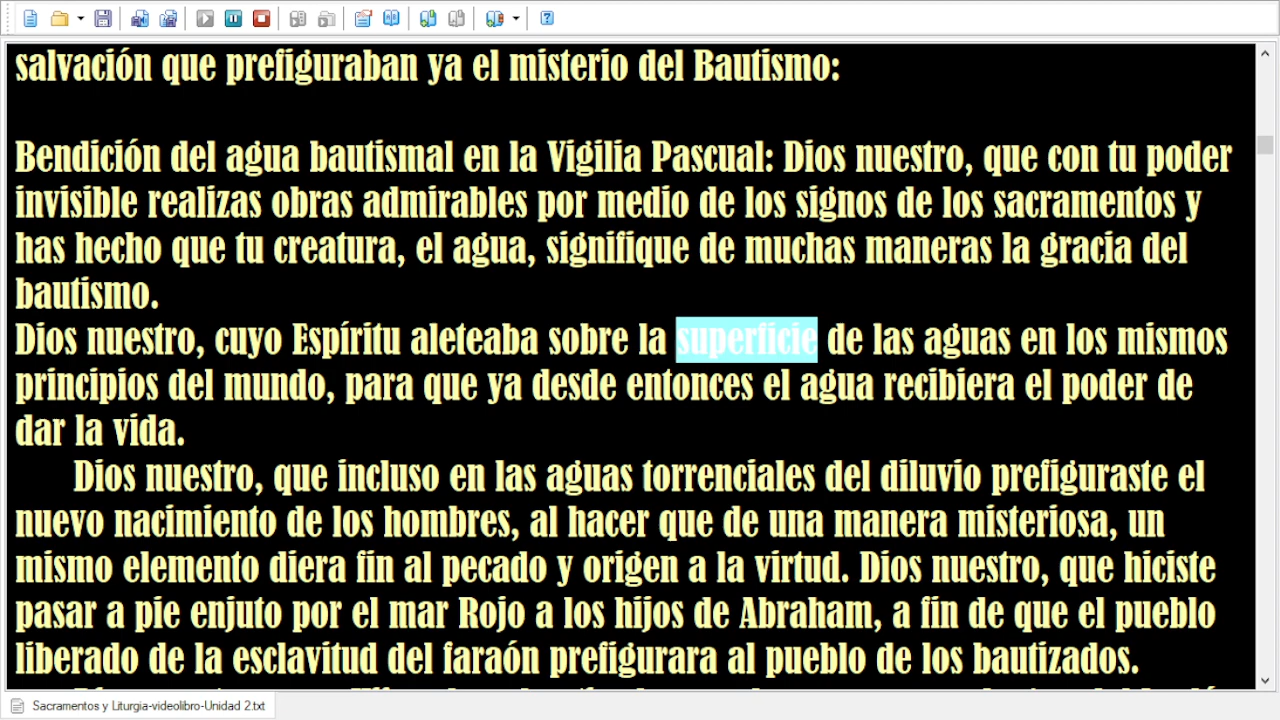 salvación que prefiguraban ya el misterio del Bautismo:
Bendición del agua bautismal en la Vigilia Pascual: Dios nuestro, que con tu poder
invisible realizas obras admirables por medio de los signos de los sacramentos y
has hecho que tu creatura, el agua, signifique de muchas maneras la gracia del
bautismo.
Dios nuestro, cuyo Espíritu aleteaba sobre la superficie de las aguas en los mismos
principios del mundo, para que ya desde entonces el agua recibiera el poder de
dar la vida.
Dios nuestro, que incluso en las aguas torrenciales del diluvio prefiguraste el
nuevo nacimiento de los hombres, al hacer que de una manera misteriosa, un
mismo elemento diera fin al pecado y origen a la virtud. Dios nuestro, que hiciste
pasar a pie enjuto por el mar Rojo a los hijos de Abraham, a fin de que el pueblo
liberado de la esclavitud del faraón prefigurara al pueblo de los bautizados.
Sacramentos y Liturgia-videolibro-Unidad 2.txt